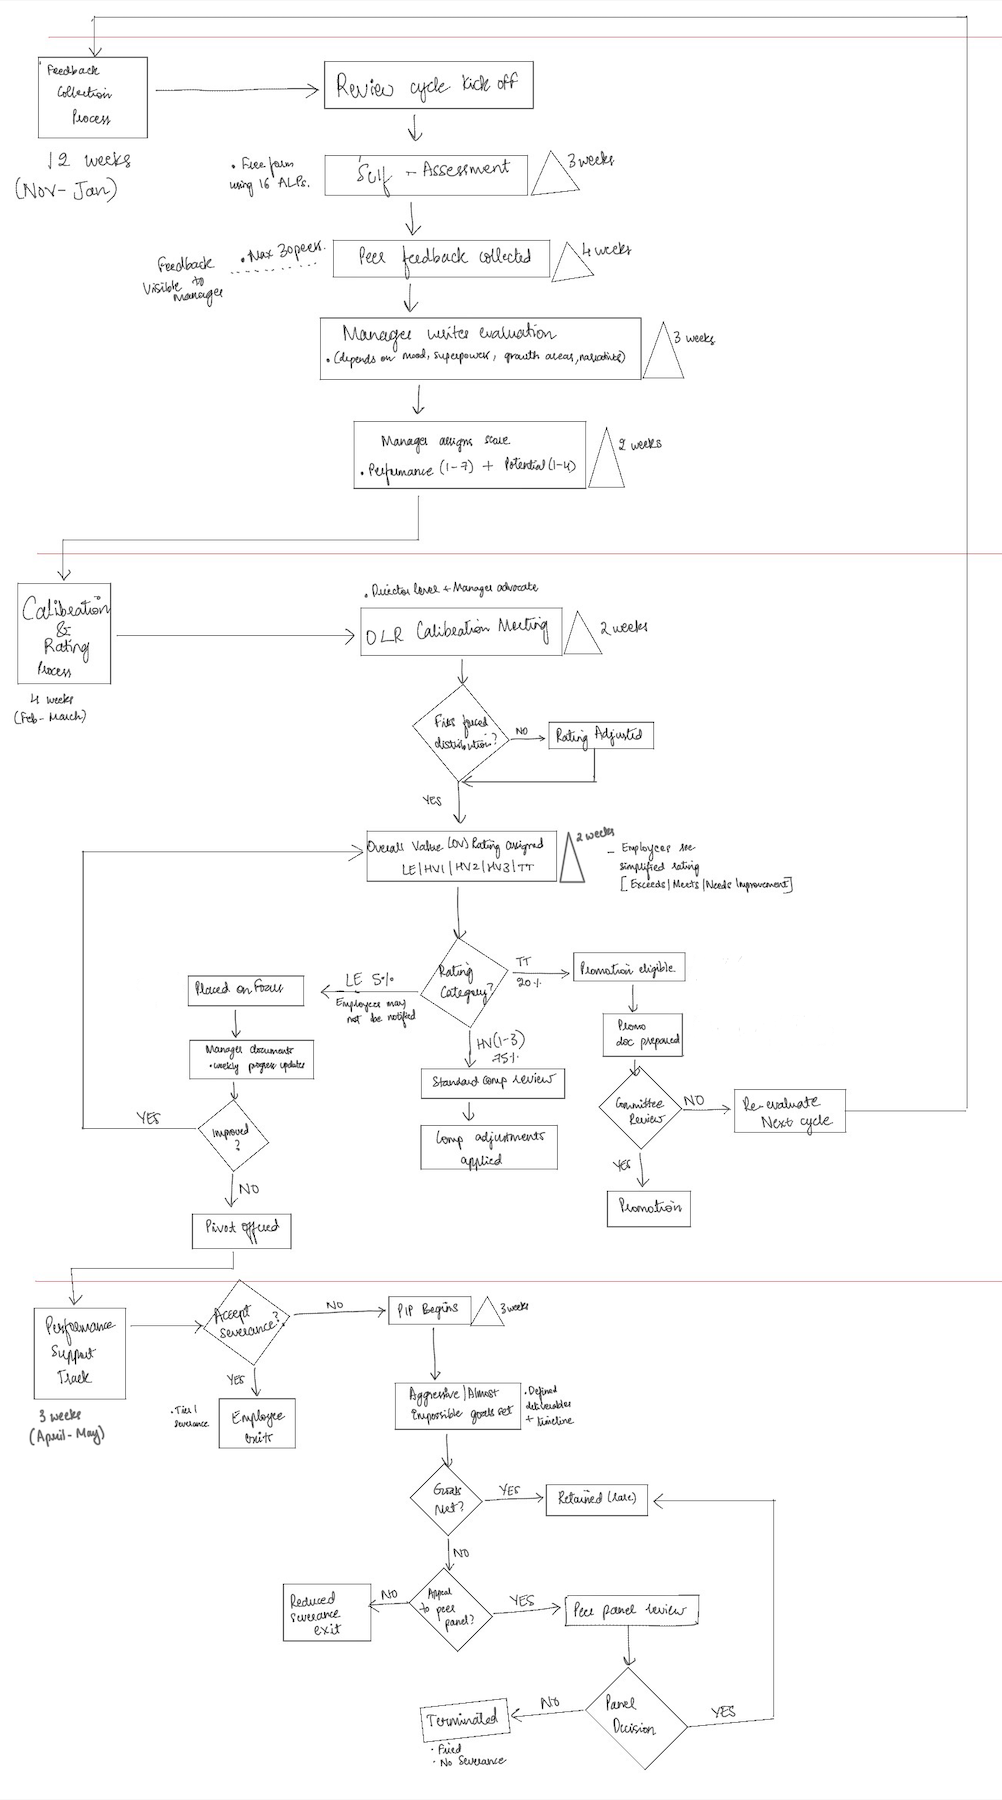 Feedback
Collection
Process
12 weeks
(Nov - Jan)
Review cycle kick off
• Free form
using 16 ALPs.
Self - Assessment
3 weeks
Feedback
Visible to
Manager
• Max 30 peers.
Peer feedback collected
4 weeks
Manager writes evaluation
• (depends on mood, superpower, growth areas, narratives)
3 weeks
Manager assigns score
• Performance (1-7) + Potential (1-4)
2 weeks
Calibration
&
Rating
Process
4 weeks
(Feb - March)
• Director level + Manager advocate
OLR Calibration Meeting
2 weeks
Fits forced
distribution?
NO
Rating Adjusted
YES
Overall Value (OV) Rating assigned
LE | HV1 | HV2 | HV3 | TT
2 weeks
- Employees see
simplified rating
[Exceeds | Meets | Needs Improvement]
Rating
Category?
LE 5%
Employees may
not be notified
TT
20%
HV(1-3)
75%
Placed on Focus
Manager documents
• weekly progress updates
Improved
?
YES
NO
Pivot offered
Standard comp review
Comp adjustments
applied
Promotion eligible
Promo
doc prepared
Committee
Review
NO
Re-evaluate
Next cycle
YES
Promotion
Performance
Support
Track
3 weeks
(April - May)
Accept
severance?
NO
PIP Begins
3 weeks
YES
• Tier 1
severance
Employee
exits
Aggressive | Almost
impossible goals set
• Defined
deliverables
+ timeline
Goals
met?
YES
Retained (rare)
NO
Appeal
to peer
panel?
NO
Reduced
severance
exit
YES
Peer panel review
Panel
Decision
NO
Terminated
• Fired
• No Severance
YES